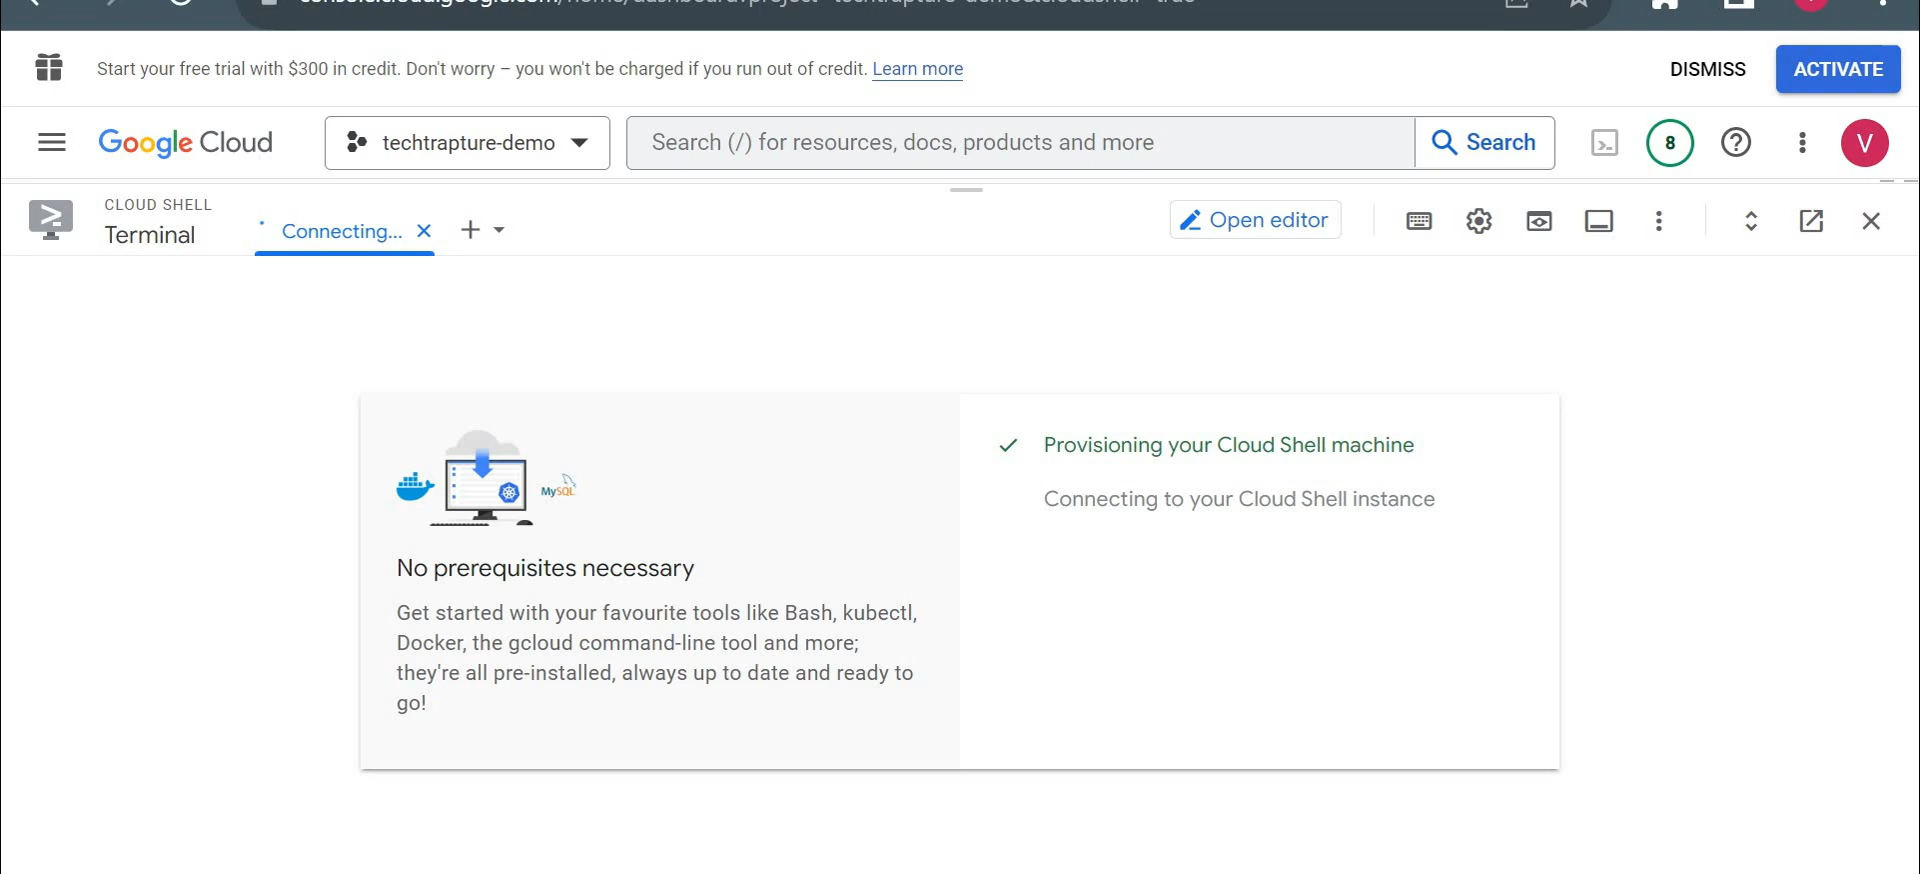 Start your free trial with $300 in credit. Don't worry – you won't be charged if you run out of credit. Learn more
DISMISS
ACTIVATE
Google Cloud
techtrapture-demo
Search (/) for resources, docs, products and more
Search
8
V
CLOUD SHELL
Terminal
Connecting...
Open editor
MySQL
Provisioning your Cloud Shell machine
Connecting to your Cloud Shell instance
No prerequisites necessary
Get started with your favourite tools like Bash, kubectl,
Docker, the gcloud command-line tool and more;
they're all pre-installed, always up to date and ready to
go!